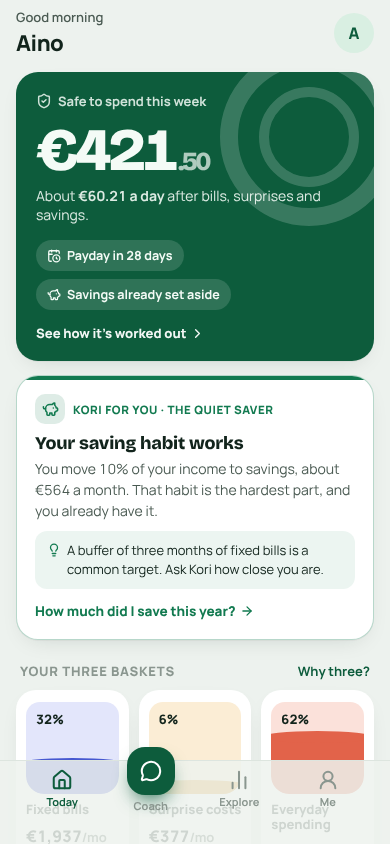 Good morning
Aino
A
Safe to spend this week
€421.50
About €60.21 a day after bills, surprises and
savings.
Payday in 28 days
Savings already set aside
See how it's worked out
KORI FOR YOU · THE QUIET SAVER
Your saving habit works
You move 10% of your income to savings, about
€564 a month. That habit is the hardest part, and
you already have it.
A buffer of three months of fixed bills is a
common target. Ask Kori how close you are.
How much did I save this year?
YOUR THREE BASKETS
Why three?
32%
6%
62%
Fixed bills
Surprise costs
Everyday
spending
€1,937/mo
€377/mo
Today
Coach
Explore
Me